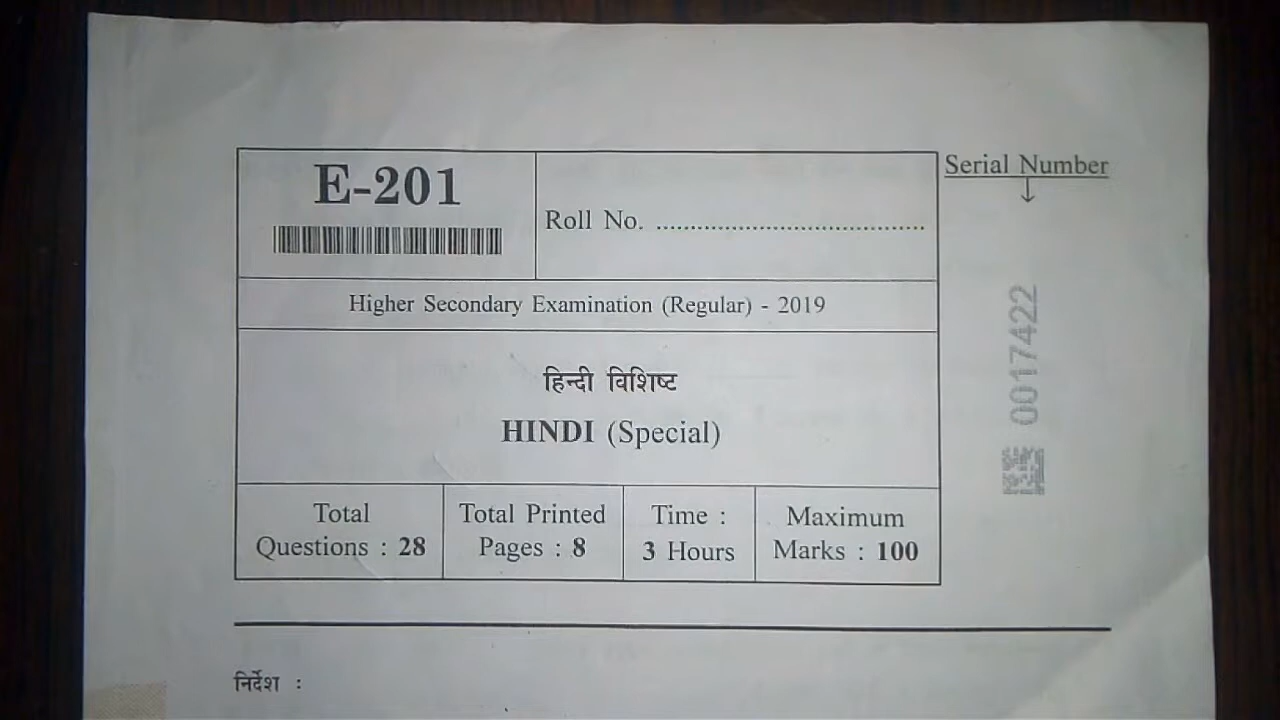 E-201
Roll No. ........................................
Serial Number
↓
0017422
Higher Secondary Examination (Regular) - 2019
हिन्दी विशिष्ट
HINDI (Special)
Total
Questions : 28
Total Printed
Pages : 8
Time :
3 Hours
Maximum
Marks : 100
निर्देश :